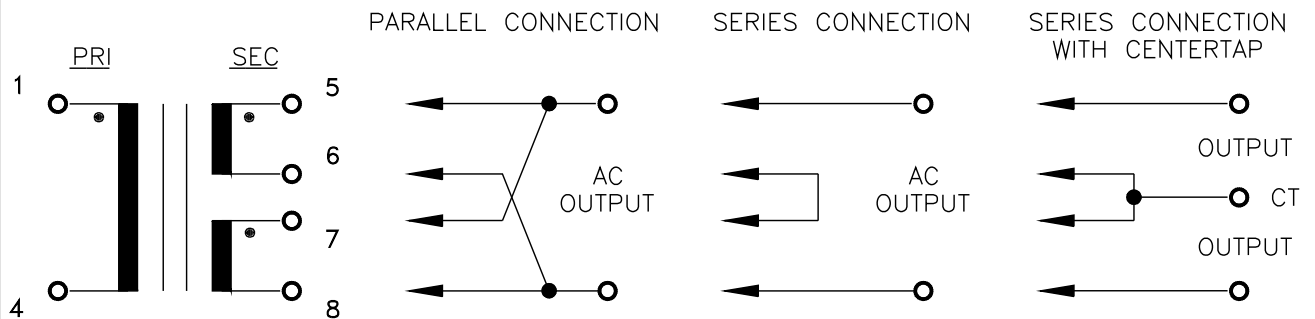 PARALLEL CONNECTION
SERIES CONNECTION
SERIES CONNECTION
WITH CENTERTAP
PRI
SEC
1
5
6
7
4
8
AC
OUTPUT
AC
OUTPUT
OUTPUT
CT
OUTPUT